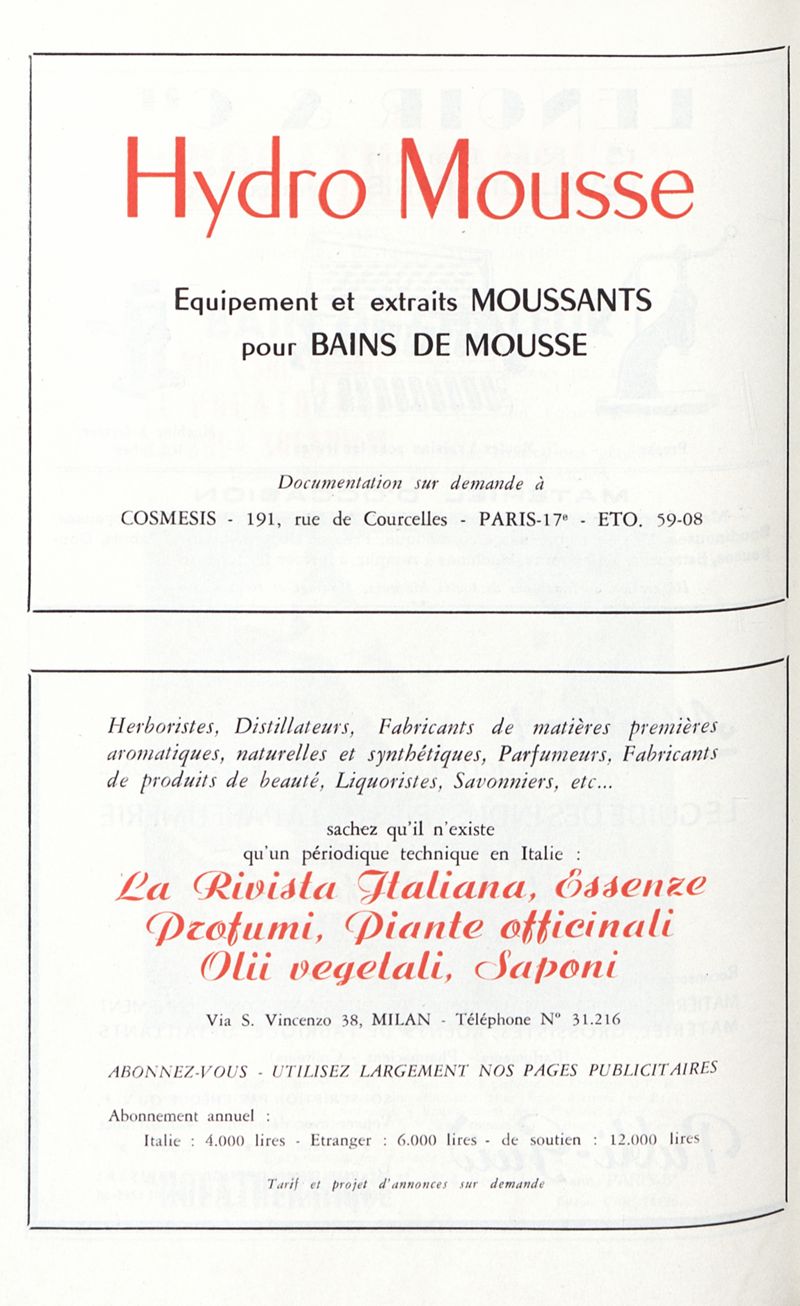 Hydro Mousse
Equipement et extraits MOUSSANTS
pour BAINS DE MOUSSE
Documentation sur demande à
COSMESIS - 191, rue de Courcelles - PARIS-17e - ETO. 59-08
Herboristes, Distillateurs, Fabricants de matières premières
aromatiques, naturelles et synthétiques, Parfumeurs, Fabricants
de produits de beauté, Liquoristes, Savonniers, etc...
sachez qu'il n'existe
qu'un périodique technique en Italie :
La Rivista Italiana, Essenze
Profumi, Piante officinali
Olii vegetali, Saponi
Via S. Vincenzo 38, MILAN - Téléphone N° 31.216
ABONNEZ-VOUS - UTILISEZ LARGEMENT NOS PAGES PUBLICITAIRES
Abonnement annuel :
Italie : 4.000 lires - Etranger : 6.000 lires - de soutien : 12.000 lires
Tarif et projet d'annonces sur demande